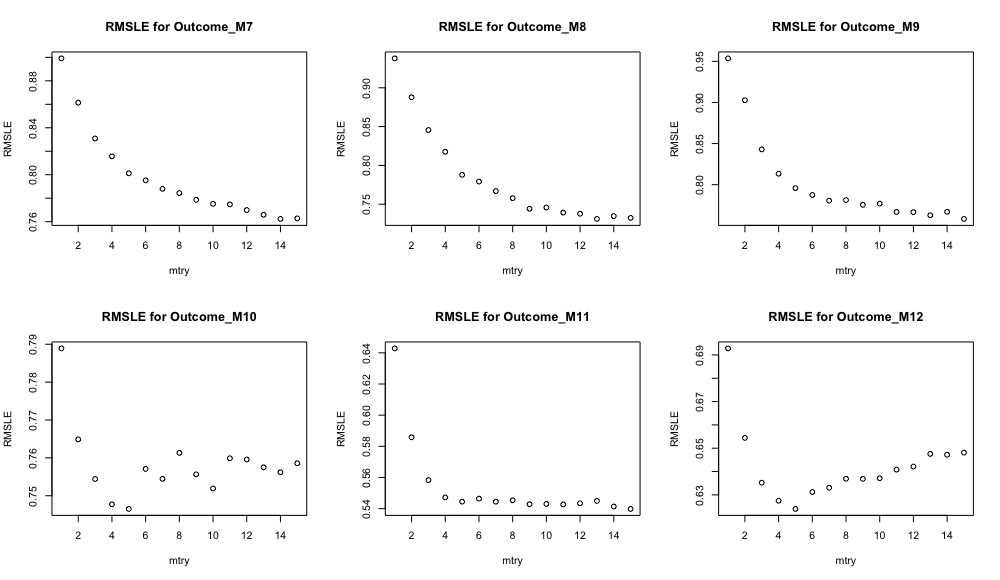 RMSLE for Outcome_M7
RMSLE
0.76 0.80 0.84 0.88
2 4 6 8 10 12 14
mtry
RMSLE for Outcome_M8
RMSLE
0.75 0.80 0.85 0.90
2 4 6 8 10 12 14
mtry
RMSLE for Outcome_M9
RMSLE
0.80 0.85 0.90 0.95
2 4 6 8 10 12 14
mtry
RMSLE for Outcome_M10
RMSLE
0.75 0.76 0.77 0.78 0.79
2 4 6 8 10 12 14
mtry
RMSLE for Outcome_M11
RMSLE
0.54 0.56 0.58 0.60 0.62 0.64
2 4 6 8 10 12 14
mtry
RMSLE for Outcome_M12
RMSLE
0.63 0.65 0.67 0.69
2 4 6 8 10 12 14
mtry